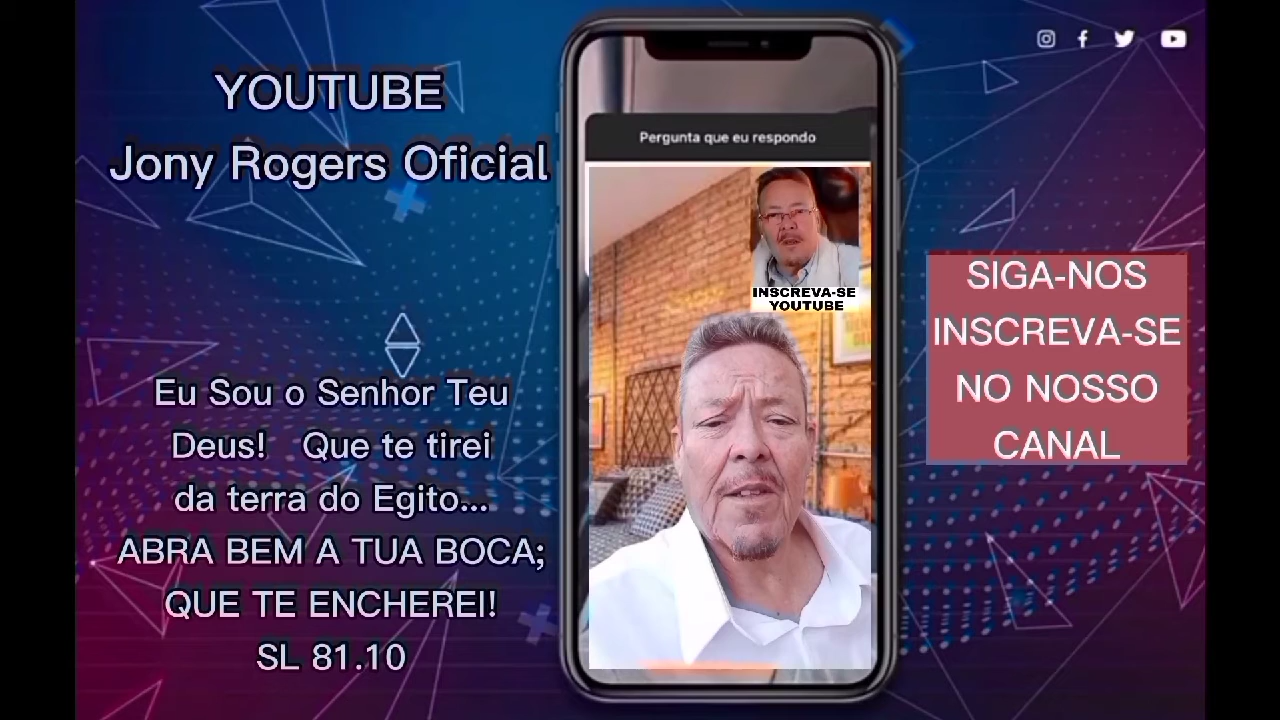 YOUTUBE
Jony Rogers Oficial
Eu Sou o Senhor Teu
Deus! Que te tirei
da terra do Egito...
ABRA BEM A TUA BOCA;
QUE TE ENCHEREI!
SL 81.10
Pergunta que eu respondo
INSCREVA-SE
YOUTUBE
SIGA-NOS
INSCREVA-SE
NO NOSSO
CANAL